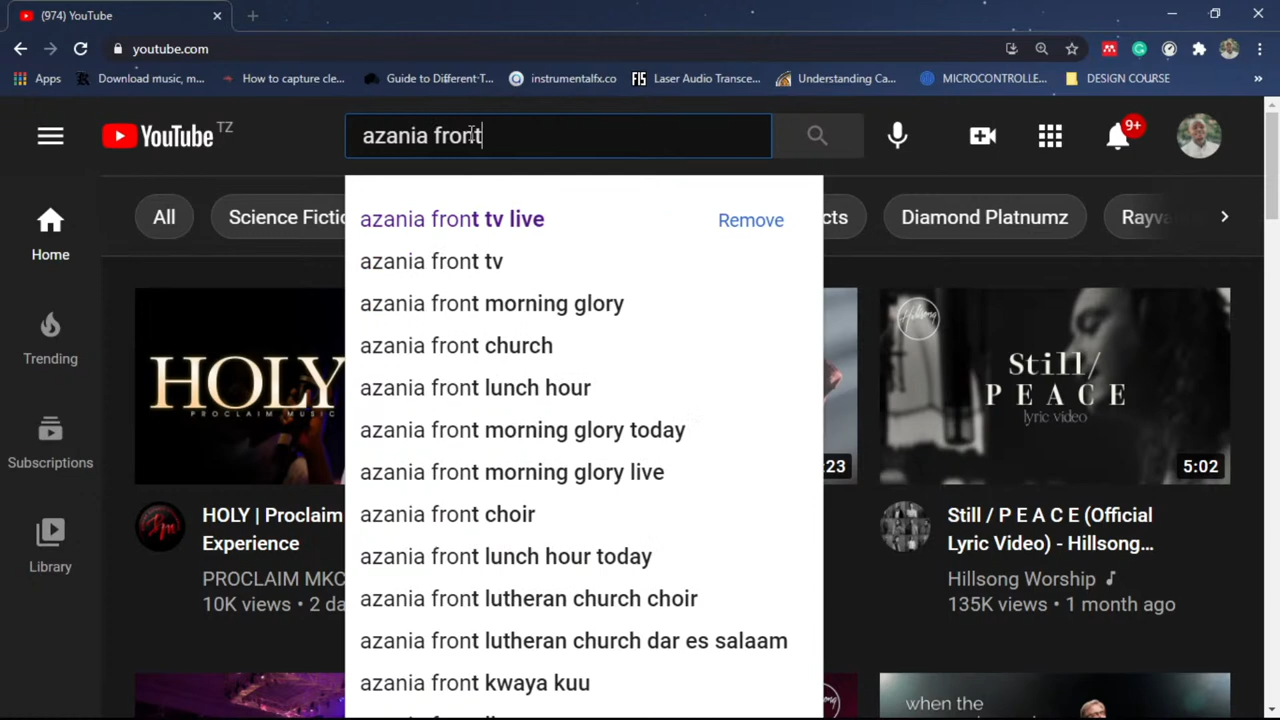 (974) YouTube
youtube.com
Apps
Download music, m...
How to capture cle...
Guide to Different 'T...
instrumentalfx.co
FIS
Laser Audio Transce...
Understanding Ca...
MICROCONTROLLE...
DESIGN COURSE
»
YouTube TZ
azania front
9+
All
Science Fictio
cts
Diamond Platnumz
Rayva
azania front tv live
Remove
azania front tv
azania front morning glory
azania front church
azania front lunch hour
azania front morning glory today
azania front morning glory live
azania front choir
azania front lunch hour today
azania front lutheran church choir
azania front lutheran church dar es salaam
azania front kwaya kuu
Home
Trending
Subscriptions
Library
HOLY
PROCLAIM MUSIC
HOLY | Proclaim
Experience
PROCLAIM MKC
10K views • 2 da
:23
Hillsong
Still/
PEACE
lyric video
5:02
Still / P E A C E (Official
Lyric Video) - Hillsong...
Hillsong Worship
135K views • 1 month ago
when the